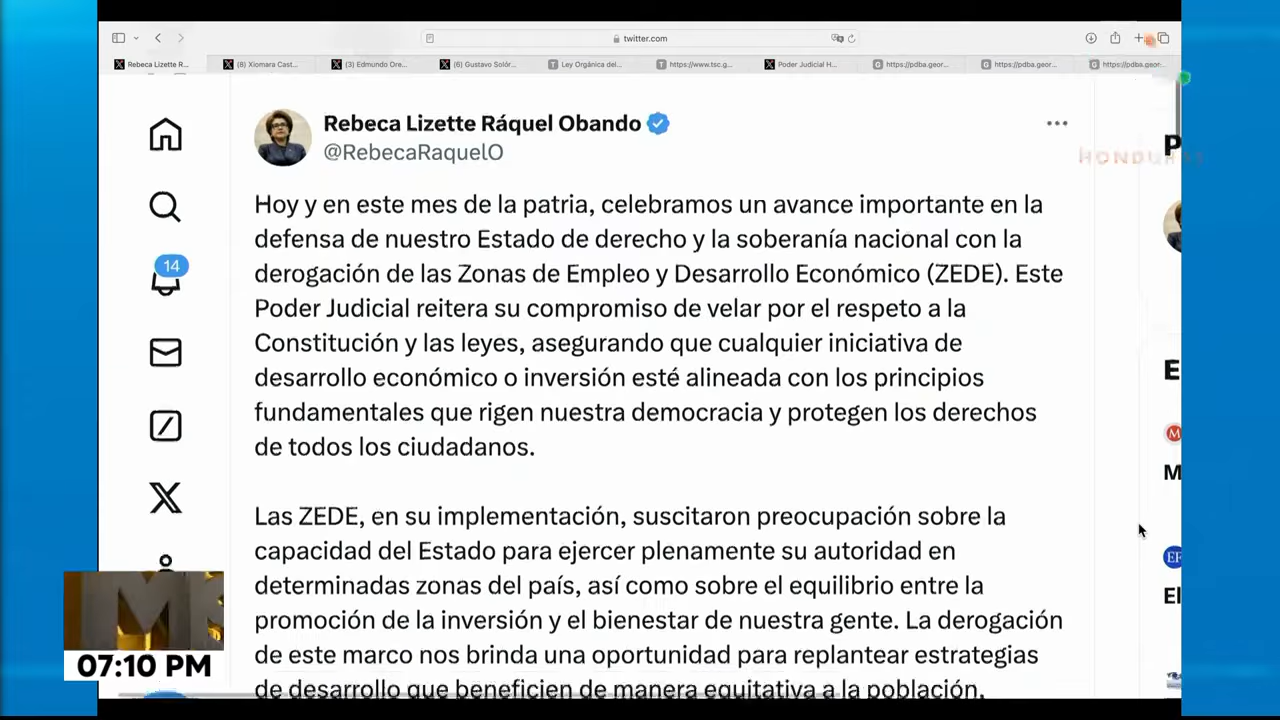 twitter.com
Rebeca Lizette R...
(8) Xiomara Cast...
(3) Edmundo Ore...
(6) Gustavo Solór...
Ley Orgánica del...
https://www.tsc.g...
Poder Judicial H...
https://pdba.geor...
https://pdba.geor...
https://pdba.geor...
Rebeca Lizette Ráquel Obando
@RebecaRaquelO
HONDURAS
Hoy y en este mes de la patria, celebramos un avance importante en la
defensa de nuestro Estado de derecho y la soberanía nacional con la
derogación de las Zonas de Empleo y Desarrollo Económico (ZEDE). Este
Poder Judicial reitera su compromiso de velar por el respeto a la
Constitución y las leyes, asegurando que cualquier iniciativa de
desarrollo económico o inversión esté alineada con los principios
fundamentales que rigen nuestra democracia y protegen los derechos
de todos los ciudadanos.
Las ZEDE, en su implementación, suscitaron preocupación sobre la
capacidad del Estado para ejercer plenamente su autoridad en
determinadas zonas del país, así como sobre el equilibrio entre la
promoción de la inversión y el bienestar de nuestra gente. La derogación
de este marco nos brinda una oportunidad para replantear estrategias
de desarrollo que beneficien de manera equitativa a la población,
14
P
E
M
M
EF
El
07:10 PM